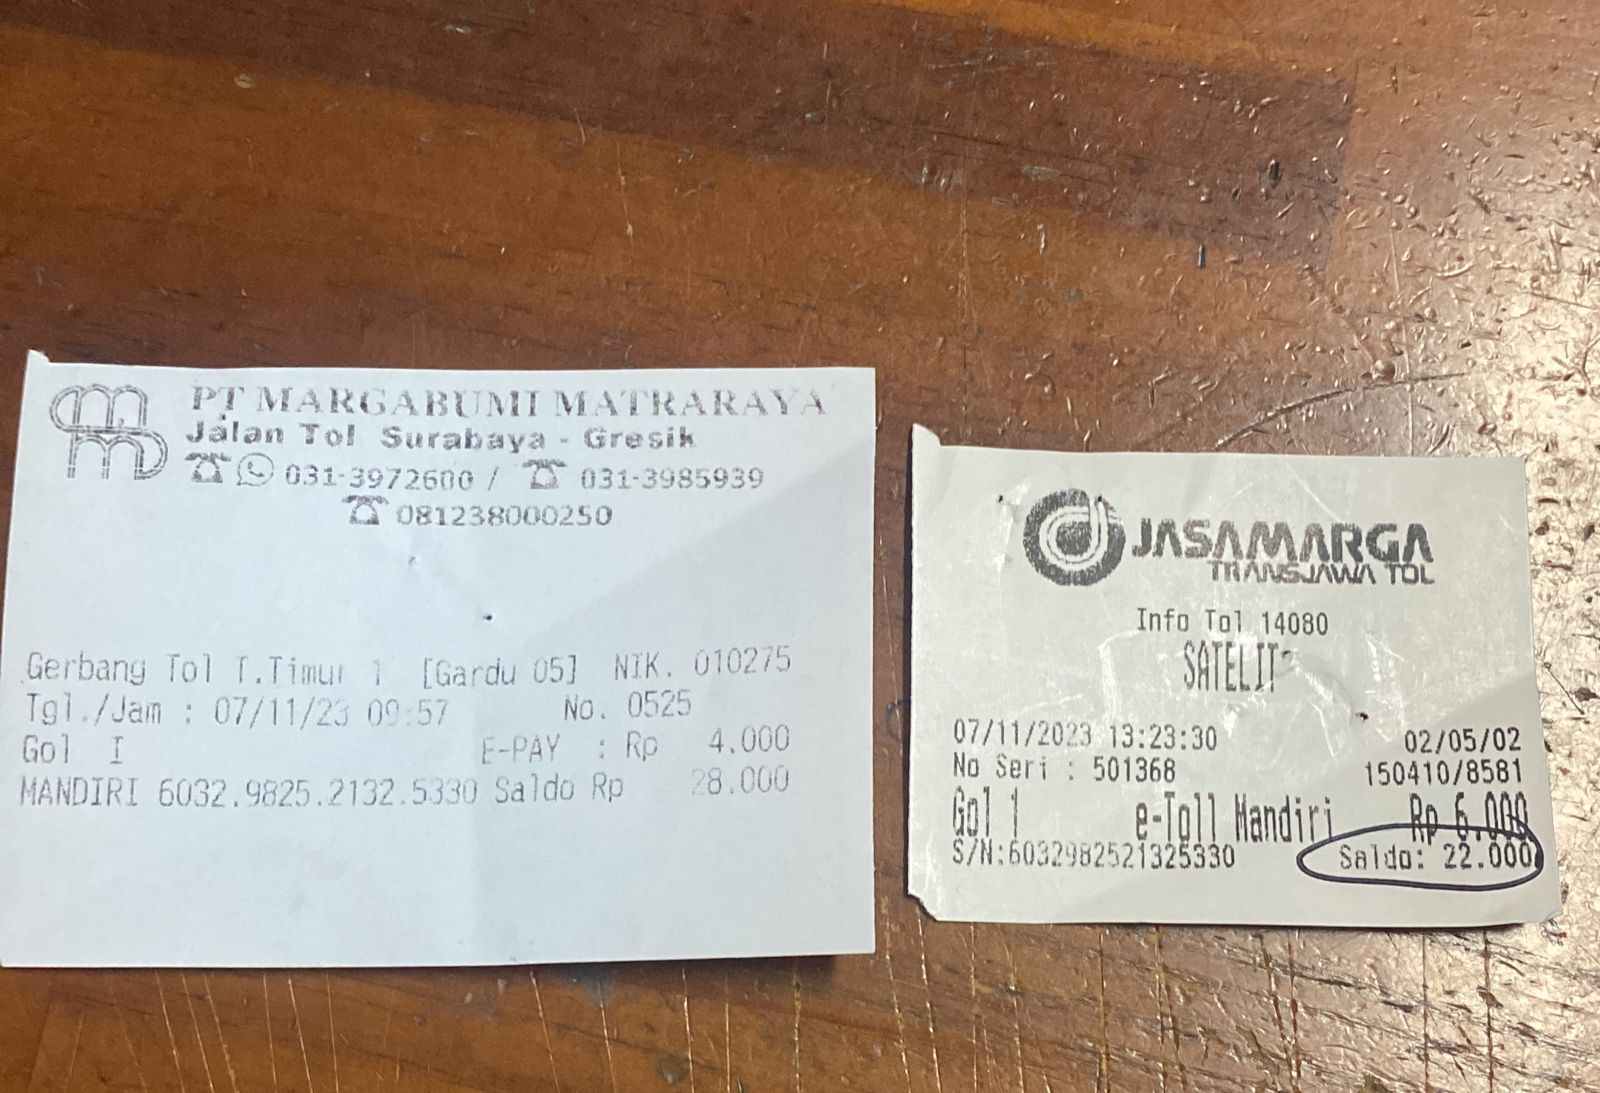 PT MARGABUMI MATRARAYA
Jalan Tol Surabaya - Gresik
031-3972600 / 031-3985939
081238000250
Gerbang Tol T.Timur 1 [Gardu 05] NIK. 010275
Tgl./Jam : 07/11/23 09:57 No. 0525
Gol I E-PAY : Rp 4.000
MANDIRI 6032.9825.2132.5330 Saldo Rp 28.000
JASAMARGA
TRANSJAWA TOL
Info Tol 14080
SATELIT
07/11/2023 13:23:30 02/05/02
No Seri : 501368 150410/8581
Gol 1 e-Toll Mandiri Rp 6.000
S/N:6032982521325330 Saldo: 22.000